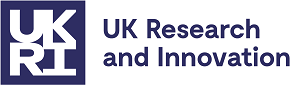 UK
RI
UK Research
and Innovation